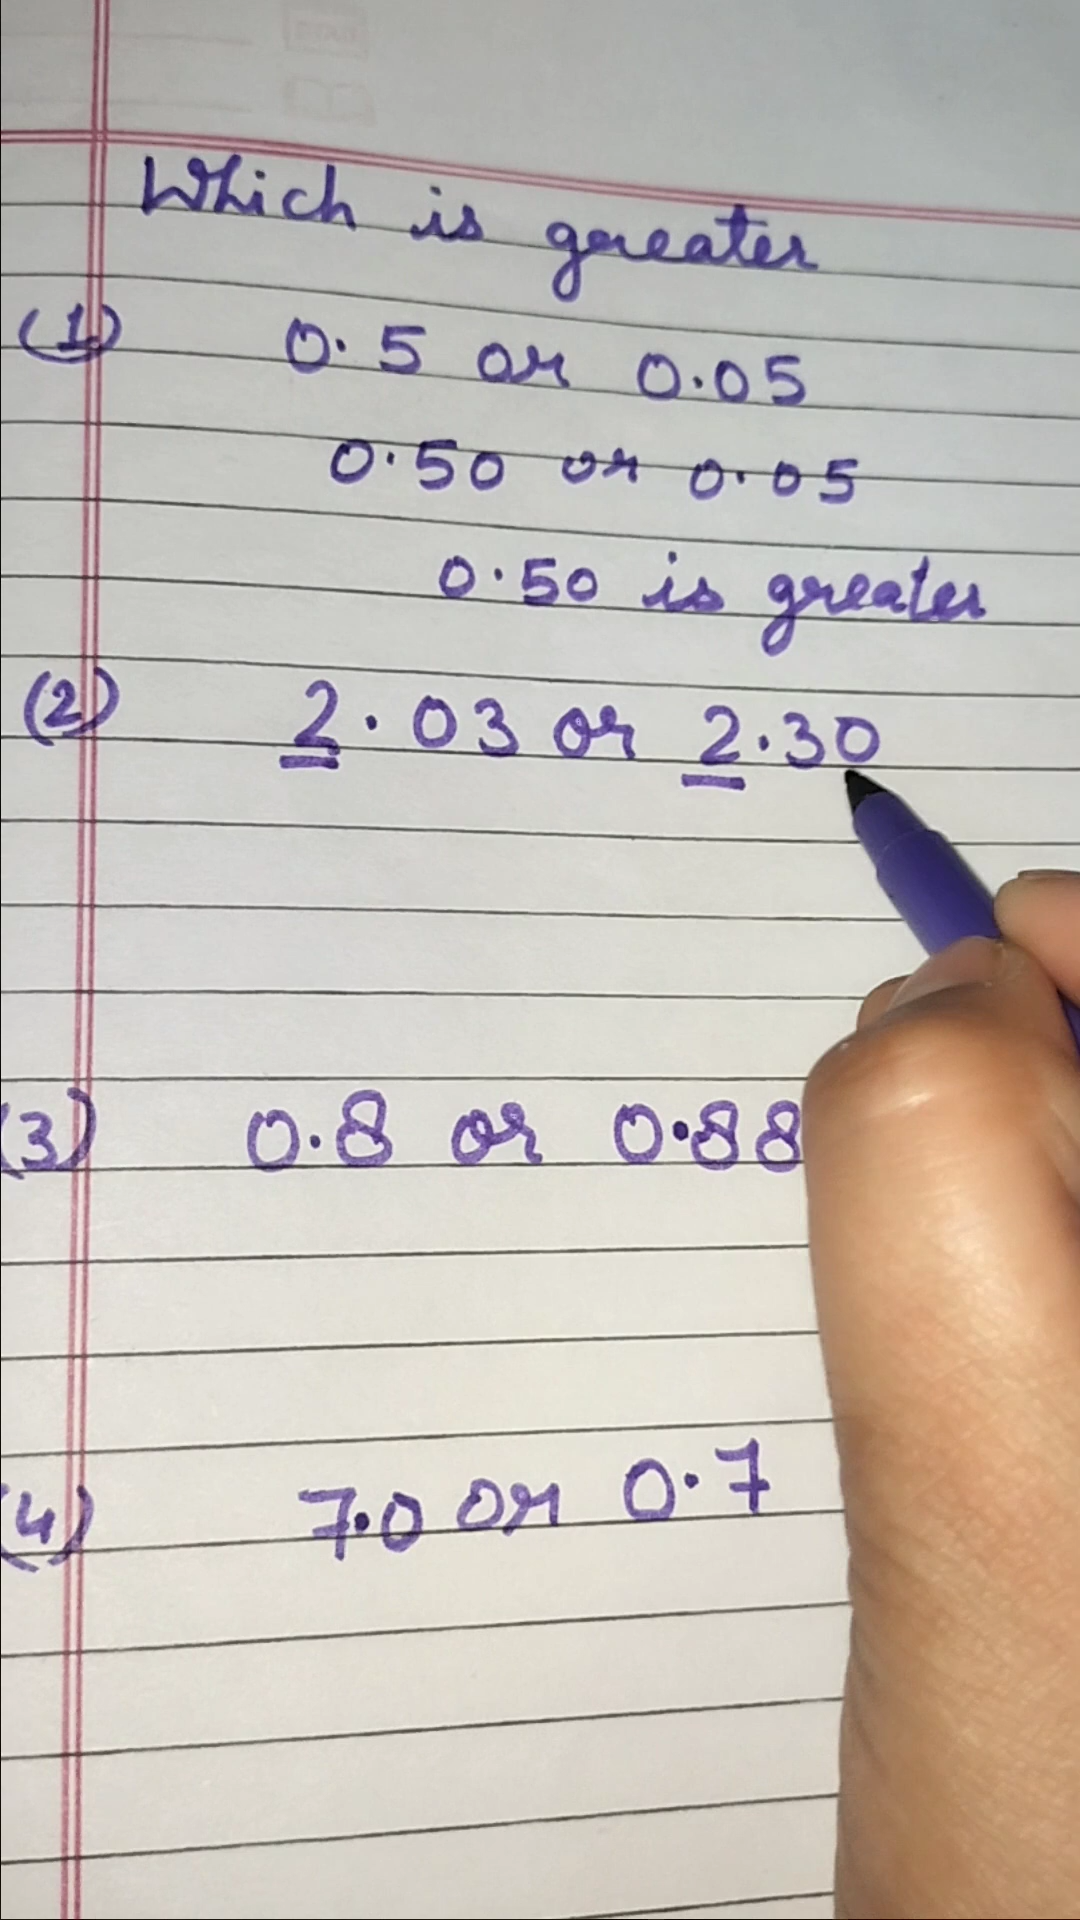 Which is greater
(1) 0.5 or 0.05
0.50 or 0.05
0.50 is greater
(2) 2.03 or 2.30
(3) 0.8 or 0.88
(4) 7.0 or 0.7